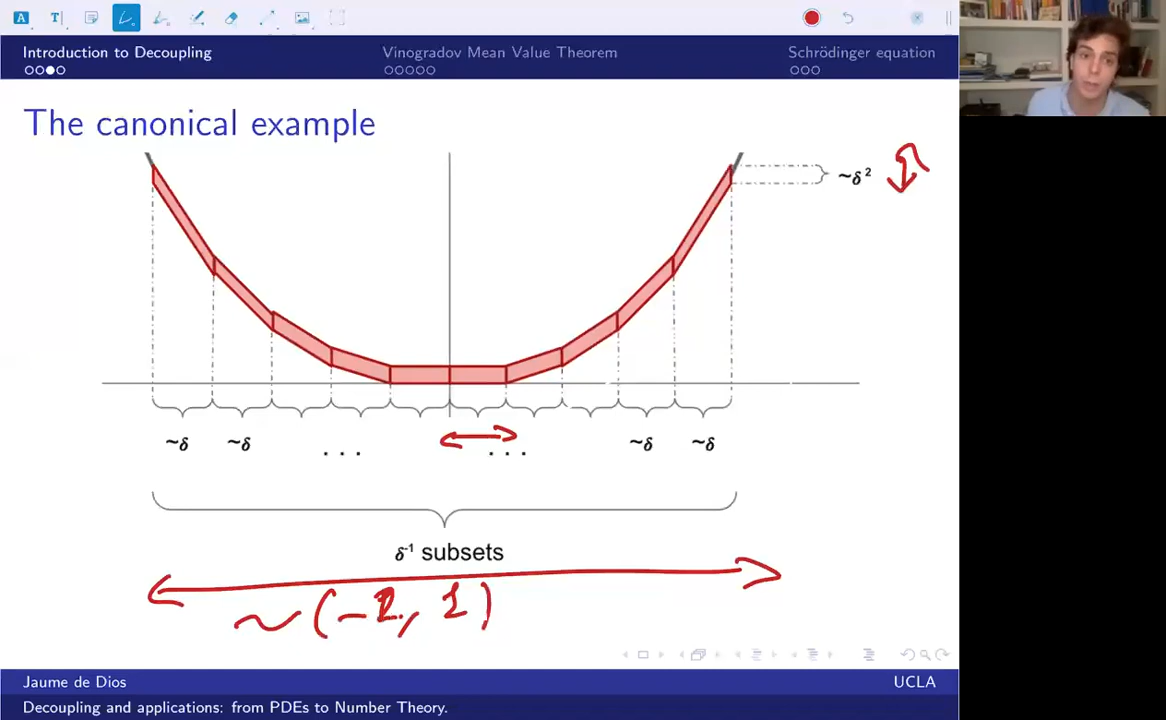 Introduction to Decoupling
Vinogradov Mean Value Theorem
Schrödinger equation
The canonical example
~δ²
~δ ~δ ... ... ~δ ~δ
δ⁻¹ subsets
~(-1, 1)
Jaume de Dios
UCLA
Decoupling and applications: from PDEs to Number Theory.